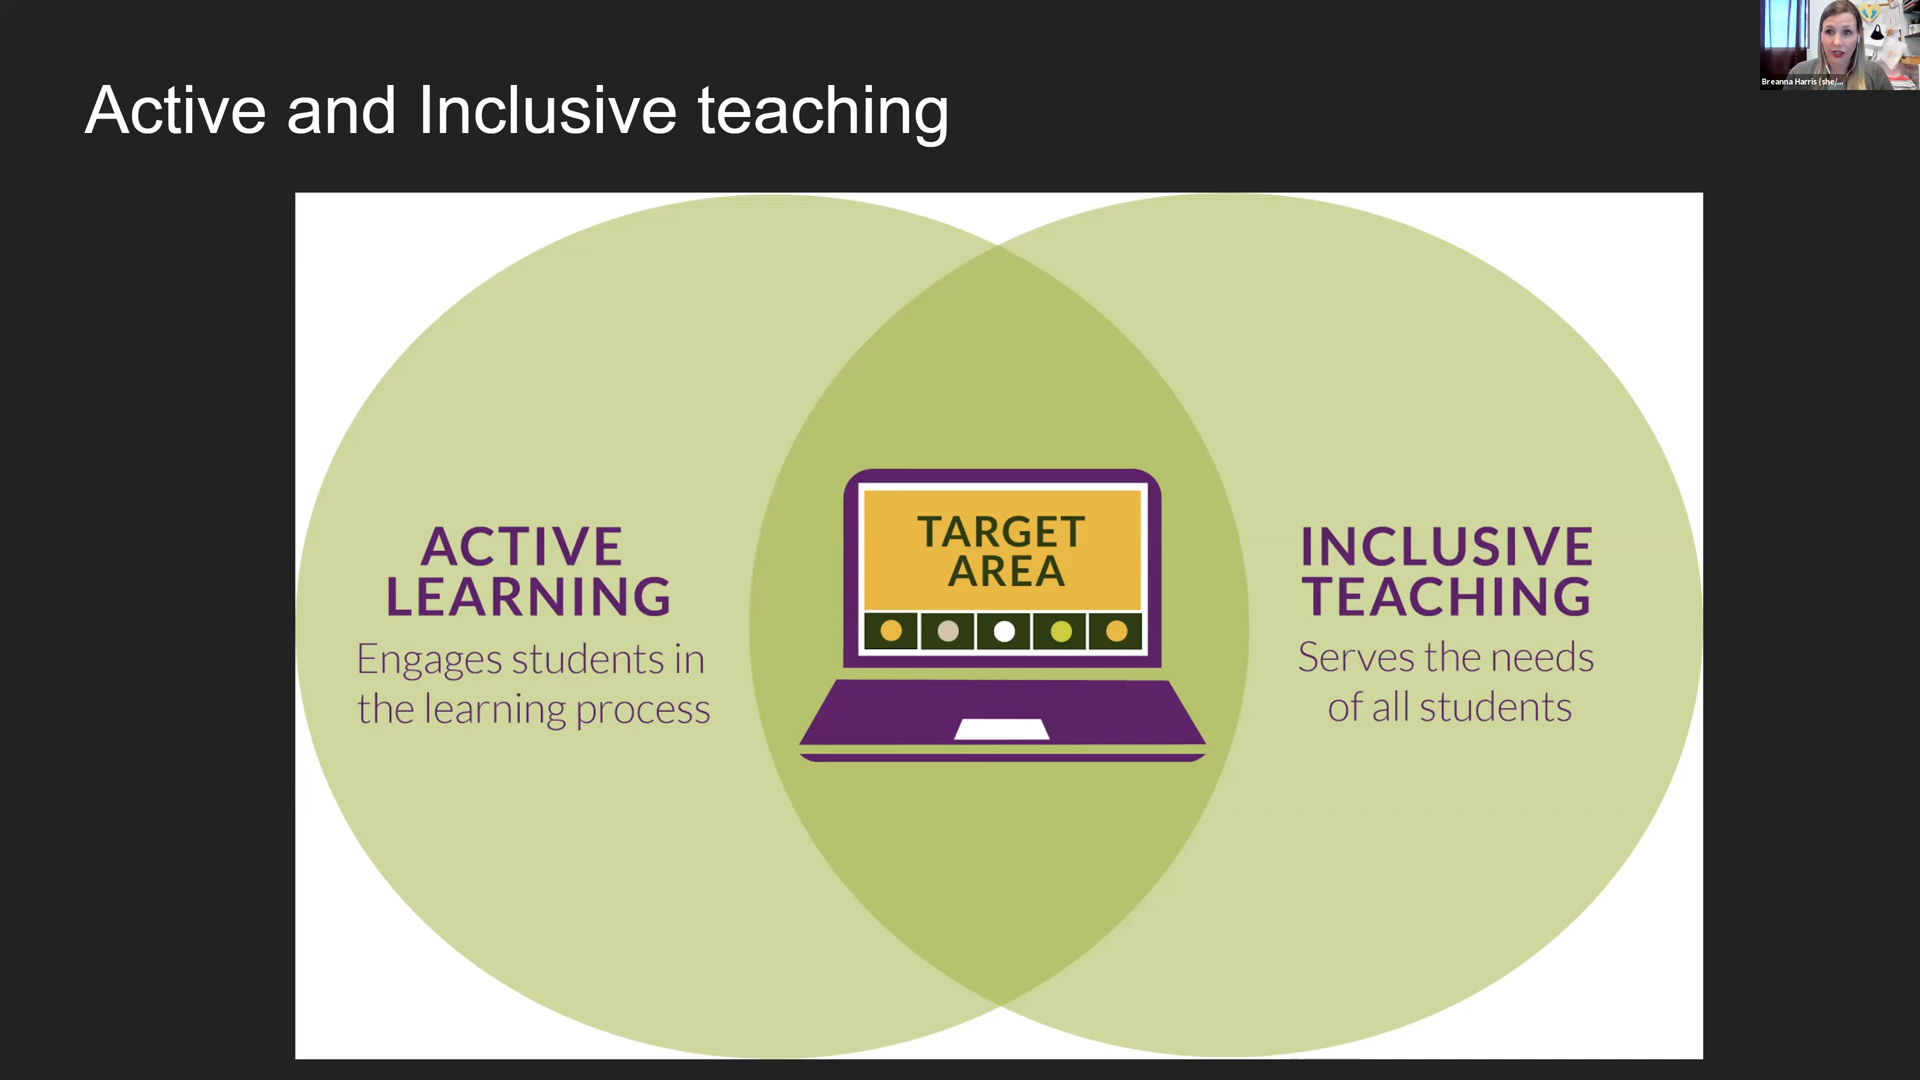 Active and Inclusive teaching
Breanna Harris (she/...
ACTIVE
LEARNING
Engages students in
the learning process
TARGET
AREA
INCLUSIVE
TEACHING
Serves the needs
of all students